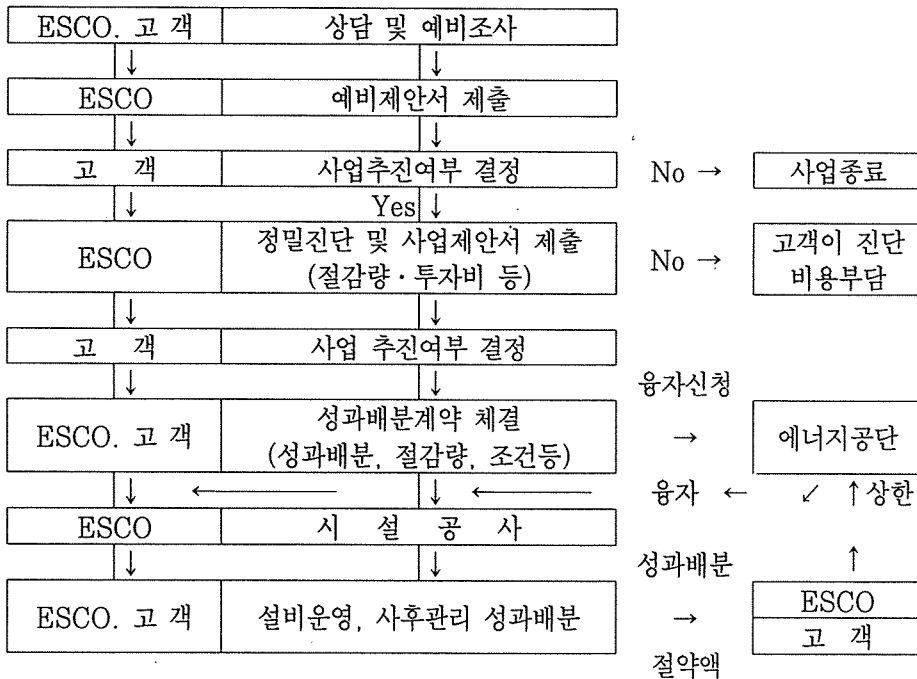 ESCO. 고 객 상담 및 예비조사
↓ ↓
ESCO 예비제안서 제출
↓ ↓
고 객 사업추진여부 결정 No → 사업종료
↓ Yes ↓
ESCO 정밀진단 및 사업제안서 제출 No → 고객이 진단
(절감량·투자비 등) 비용부담
↓ ↓
고 객 사업 추진여부 결정
↓ ↓ 융자신청
ESCO. 고 객 성과배분계약 체결 → 에너지공단
(성과배분, 절감량, 조건등)
↓ ← ↓ ← 융자 ← ↙ ↑상한
ESCO 시 설 공 사
↓ ↓ 성과배분 ↑
ESCO. 고 객 설비운영, 사후관리 성과배분 → ESCO
고 객
절약액